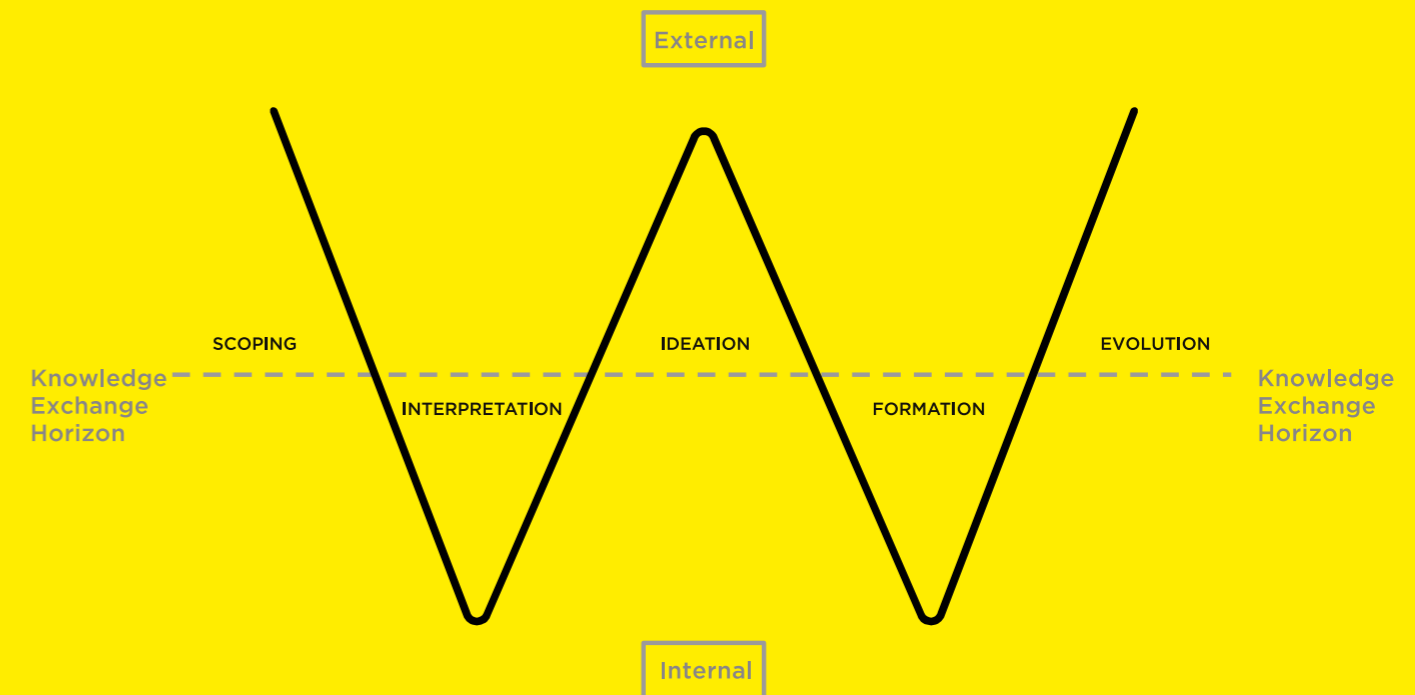 External
SCOPING
IDEATION
EVOLUTION
Knowledge
Exchange
Horizon
Knowledge
Exchange
Horizon
INTERPRETATION
FORMATION
Internal